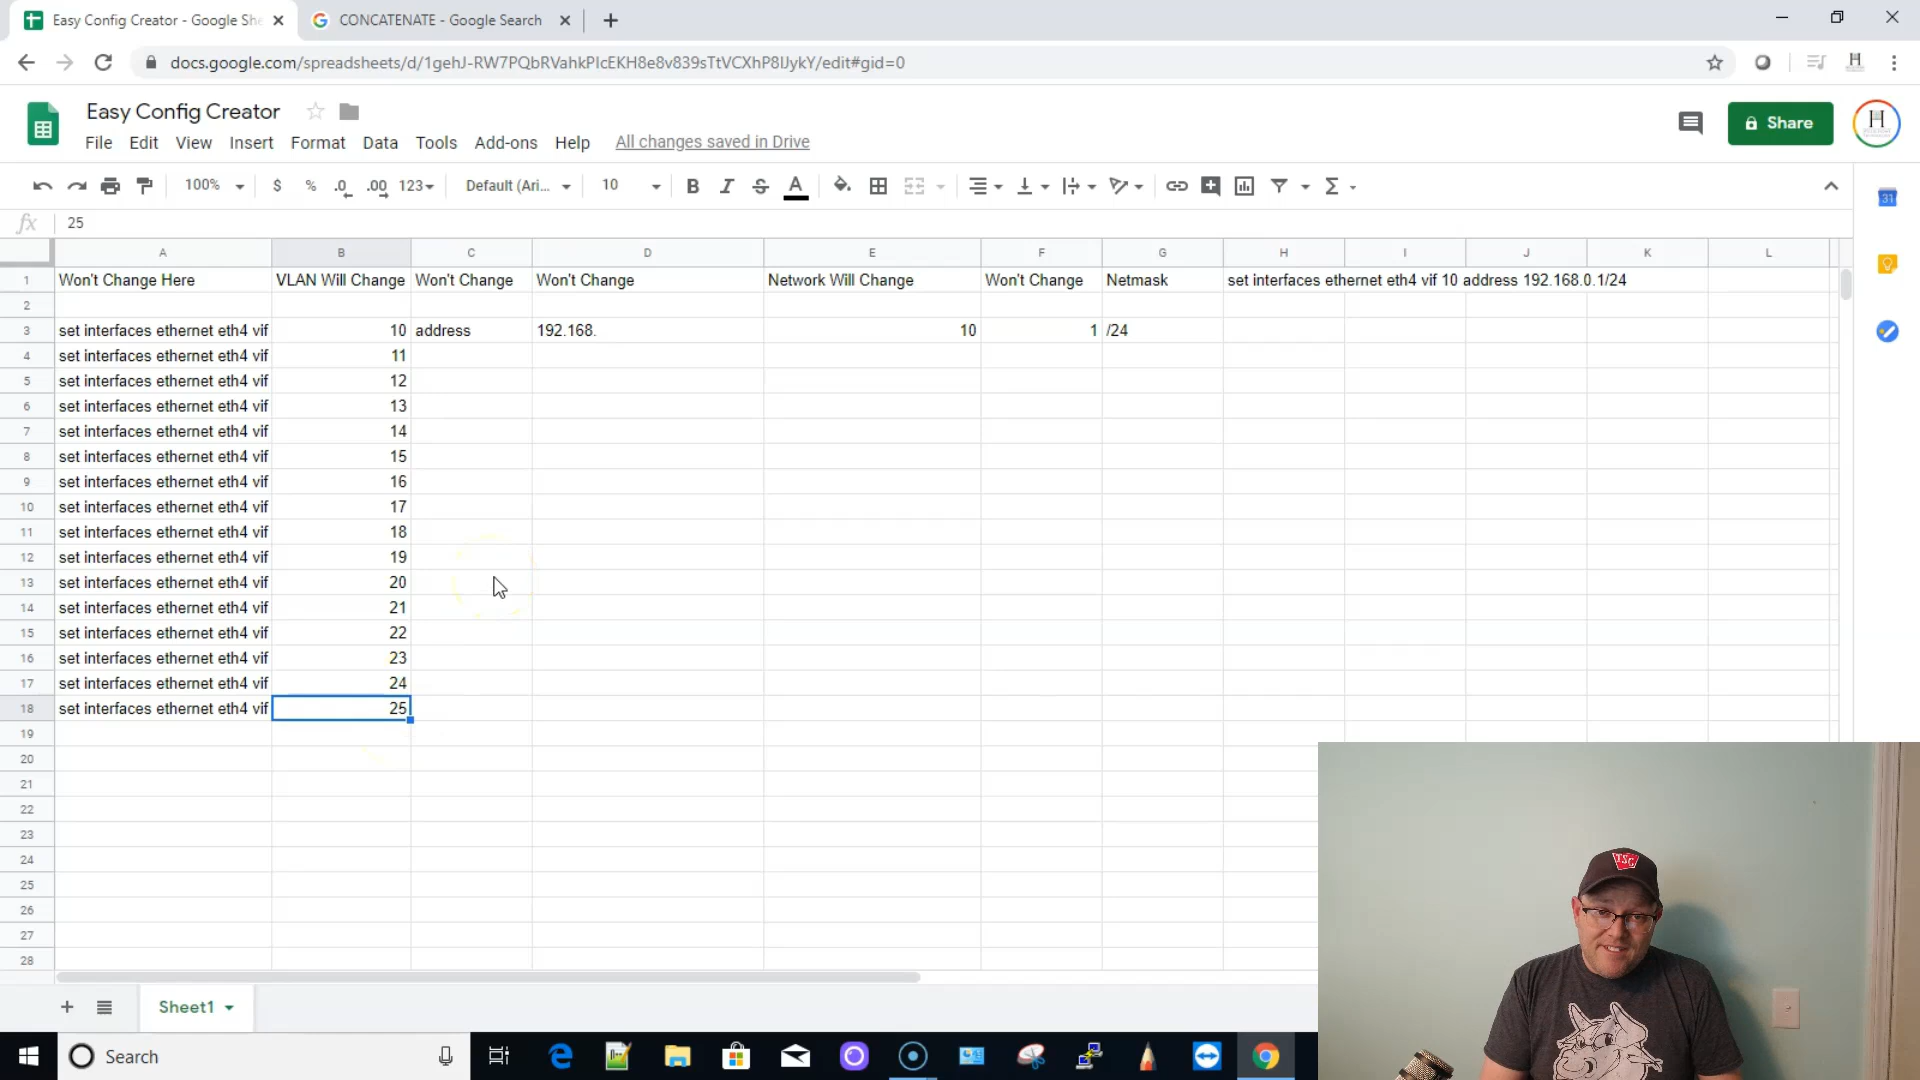 Easy Config Creator - Google She
CONCATENATE - Google Search
docs.google.com/spreadsheets/d/1gehJ-RW7PQbRVahkPIcEKH8e8v839sTtVCXhP8IJykY/edit#gid=0
Easy Config Creator
File Edit View Insert Format Data Tools Add-ons Help All changes saved in Drive
Share
H
100% $ % .0 .00 123 Default (Ari... 10 B I S A Σ
31
fx 25
A B C D E F G H I J K L
1 Won't Change Here VLAN Will Change Won't Change Won't Change Network Will Change Won't Change Netmask set interfaces ethernet eth4 vif 10 address 192.168.0.1/24
2
3 set interfaces ethernet eth4 vif 10 address 192.168. 10 1 /24
4 set interfaces ethernet eth4 vif 11
5 set interfaces ethernet eth4 vif 12
6 set interfaces ethernet eth4 vif 13
7 set interfaces ethernet eth4 vif 14
8 set interfaces ethernet eth4 vif 15
9 set interfaces ethernet eth4 vif 16
10 set interfaces ethernet eth4 vif 17
11 set interfaces ethernet eth4 vif 18
12 set interfaces ethernet eth4 vif 19
13 set interfaces ethernet eth4 vif 20
14 set interfaces ethernet eth4 vif 21
15 set interfaces ethernet eth4 vif 22
16 set interfaces ethernet eth4 vif 23
17 set interfaces ethernet eth4 vif 24
18 set interfaces ethernet eth4 vif 25
19
20
21
22
23
24
25
26
27
28
TSG
Sheet1
Search